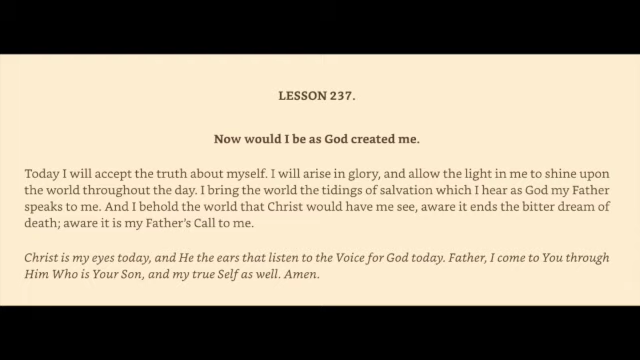 LESSON 237.
Now would I be as God created me.
Today I will accept the truth about myself. I will arise in glory, and allow the light in me to shine upon
the world throughout the day. I bring the world the tidings of salvation which I hear as God my Father
speaks to me. And I behold the world that Christ would have me see, aware it ends the bitter dream of
death; aware it is my Father’s Call to me.
Christ is my eyes today, and He the ears that listen to the Voice for God today. Father, I come to You through
Him Who is Your Son, and my true Self as well. Amen.